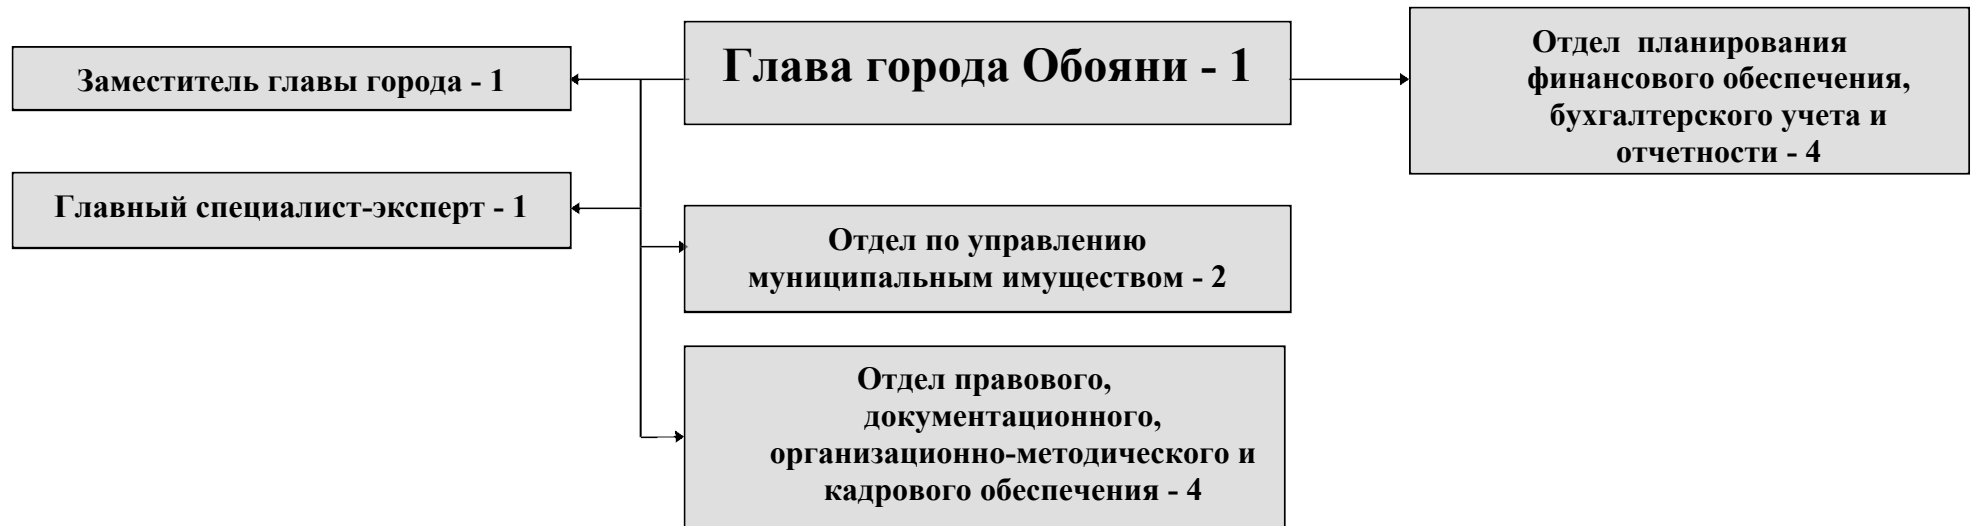 Глава города Обояни - 1
Заместитель главы города - 1
Отдел планирования
финансового обеспечения,
бухгалтерского учета и
отчетности - 4
Главный специалист-эксперт - 1
Отдел по управлению
муниципальным имуществом - 2
Отдел правового,
документационного,
организационно-методического и
кадрового обеспечения - 4